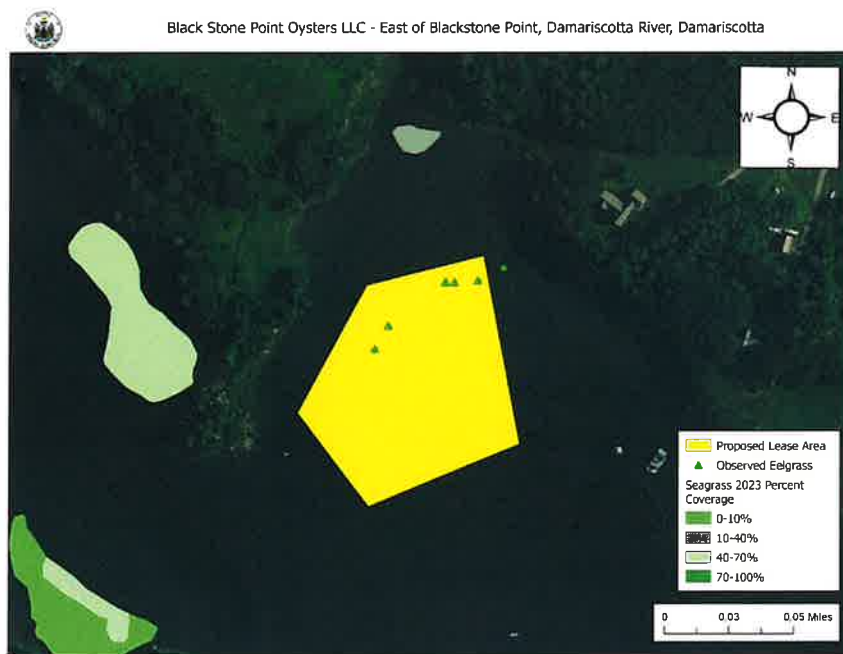 Black Stone Point Oysters LLC - East of Blackstone Point, Damariscotta River, Damariscotta
N
W E
S
Proposed Lease Area
Observed Eelgrass
Seagrass 2023 Percent
Coverage
0-10%
10-40%
40-70%
70-100%
0 0.03 0.05 Miles